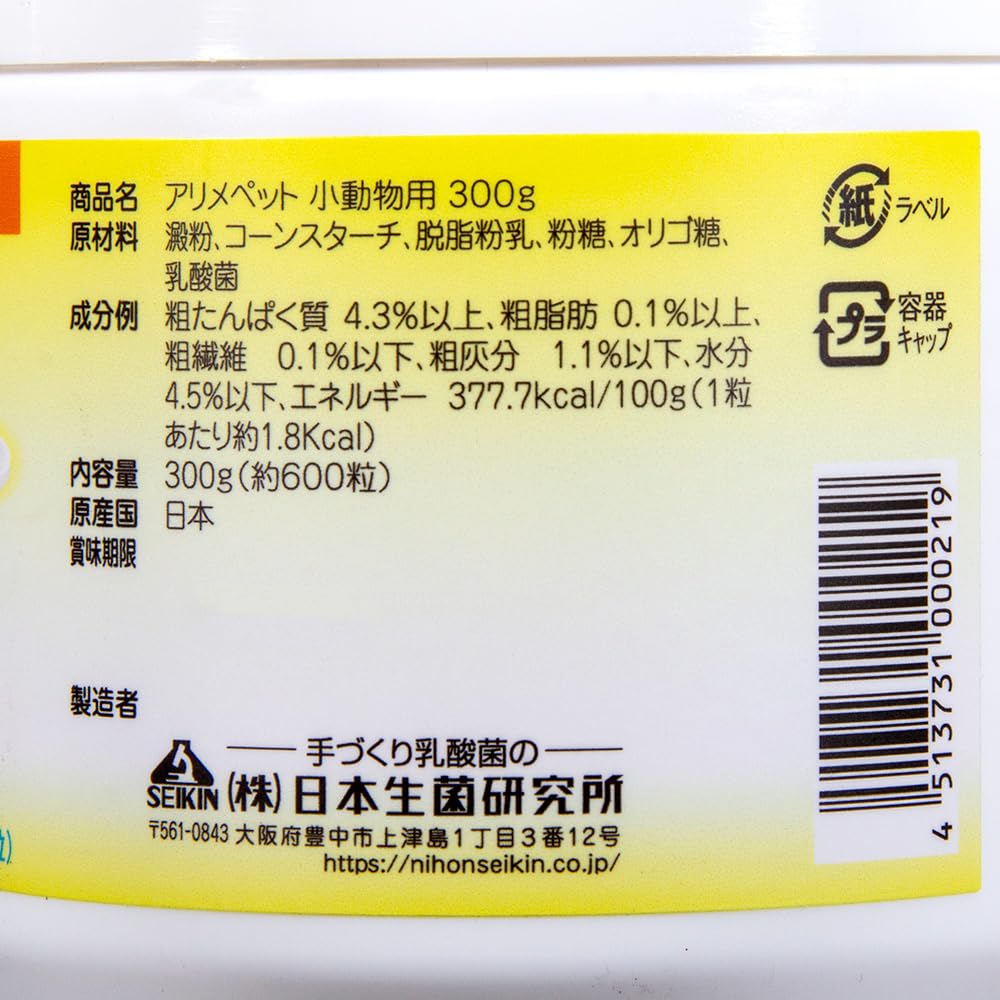 商品名 アリメペット 小動物用 300g
原材料 澱粉、コーンスターチ、脱脂粉乳、粉糖、オリゴ糖、
乳酸菌
成分例 粗たんぱく質 4.3%以上、粗脂肪 0.1%以上、
粗繊維 0.1%以下、粗灰分 1.1%以下、水分
4.5%以下、エネルギー 377.7kcal/100g(1粒
あたり約1.8Kcal)
内容量 300g(約600粒)
原産国 日本
賞味期限
製造者
手づくり乳酸菌の
SEIKIN (株)日本生菌研究所
〒561-0843 大阪府豊中市上津島1丁目3番12号
https://nihonseikin.co.jp/
紙 ラベル
プラ 容器
キャップ
4 513731 000219